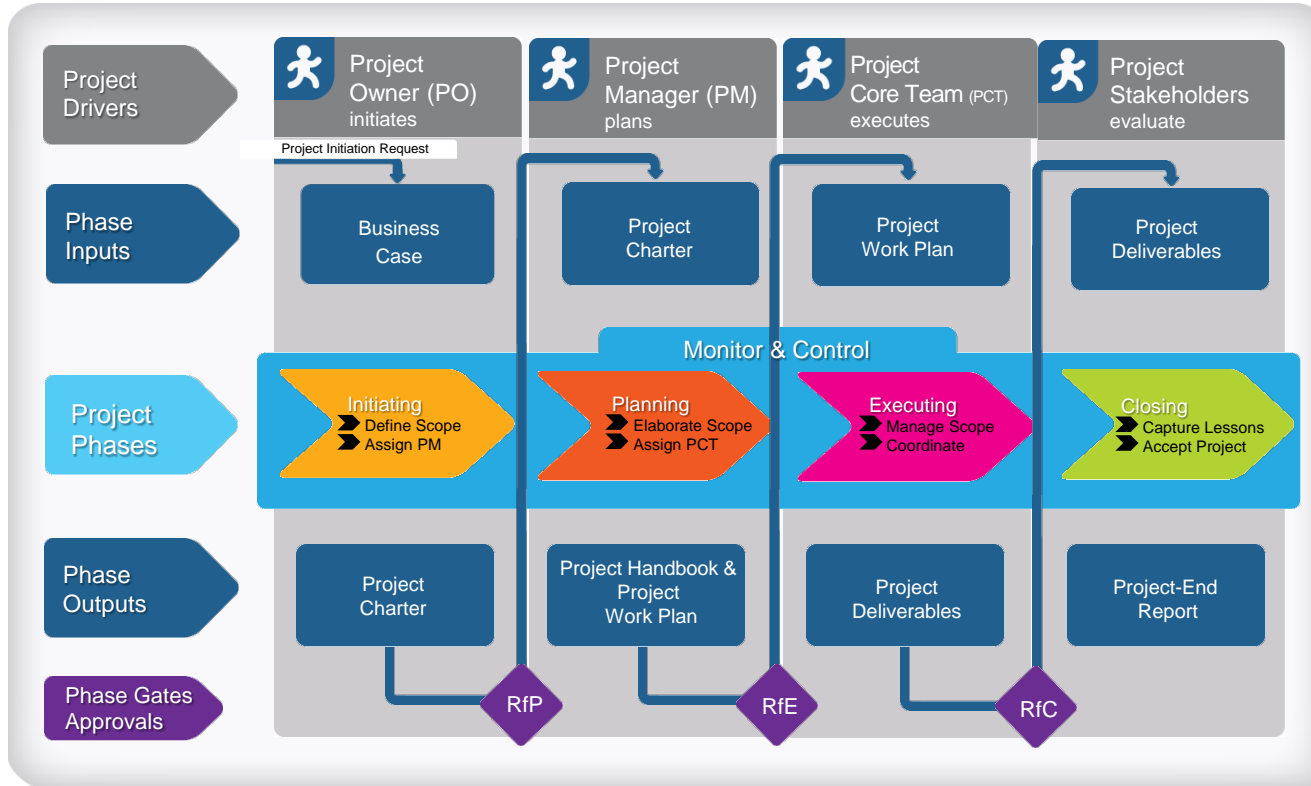 Project
Drivers
Project
Owner (PO)
initiates
Project
Manager (PM)
plans
Project
Core Team (PCT)
executes
Project
Stakeholders
evaluate
Project Initiation Request
Phase
Inputs
Business
Case
Project
Charter
Project
Work Plan
Project
Deliverables
Monitor & Control
Project
Phases
Initiating
Define Scope
Assign PM
Planning
Elaborate Scope
Assign PCT
Executing
Manage Scope
Coordinate
Closing
Capture Lessons
Accept Project
Phase
Outputs
Project
Charter
Project Handbook &
Project
Work Plan
Project
Deliverables
Project-End
Report
Phase Gates
Approvals
RfP
RfE
RfC